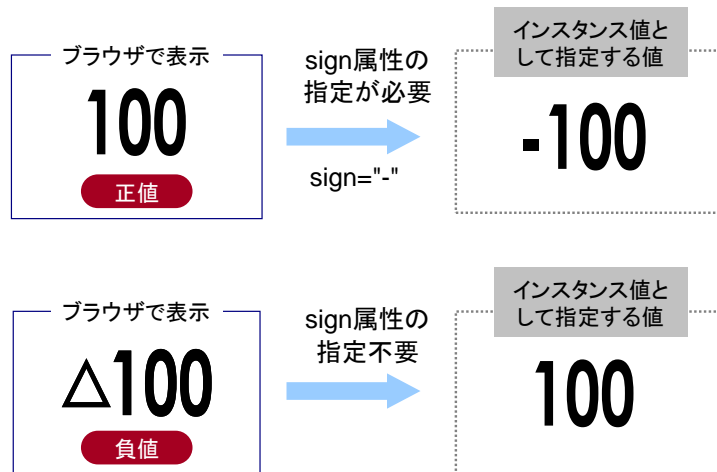 ブラウザで表示
100
正値
sign属性の
指定が必要
sign="-"
インスタンス値と
して指定する値
-100
ブラウザで表示
△100
負値
sign属性の
指定不要
インスタンス値と
して指定する値
100